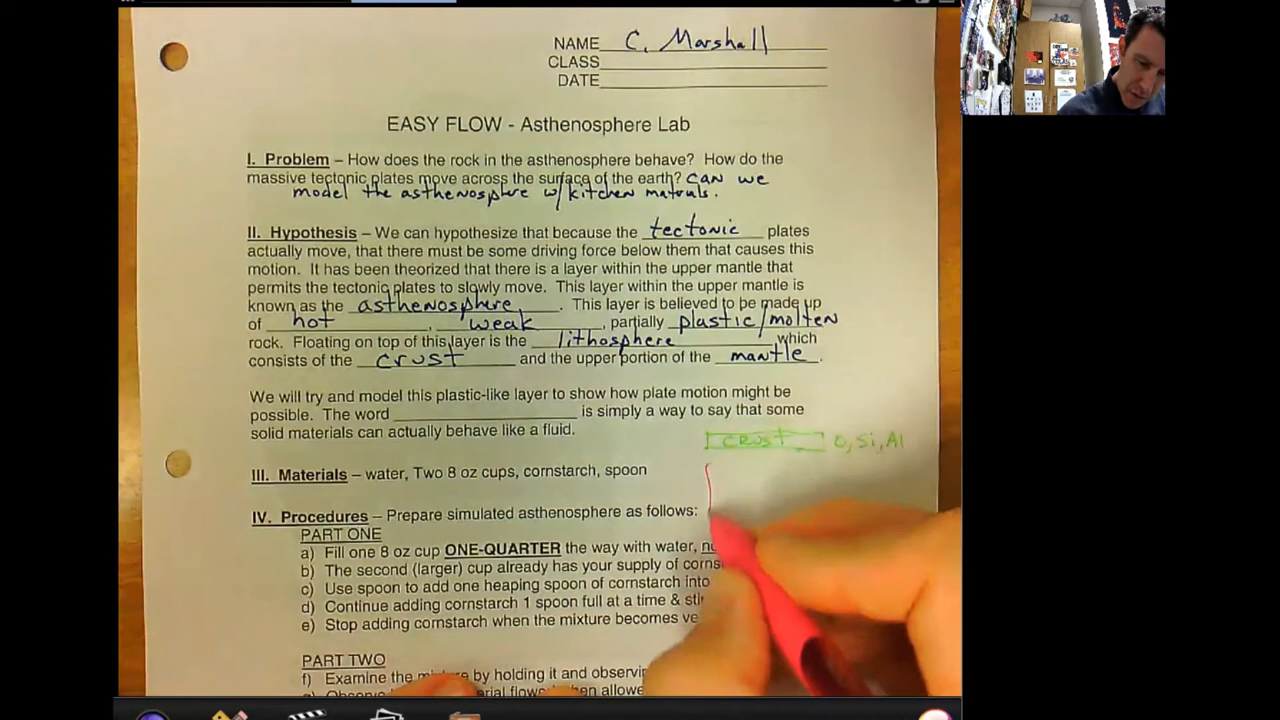 NAME C. Marshall
CLASS
DATE
EASY FLOW - Asthenosphere Lab
I. Problem – How does the rock in the asthenosphere behave? How do the
massive tectonic plates move across the surface of the earth? Can we
model the asthenosphere w/kitchen materials.
II. Hypothesis – We can hypothesize that because the tectonic plates
actually move, that there must be some driving force below them that causes this
motion. It has been theorized that there is a layer within the upper mantle that
permits the tectonic plates to slowly move. This layer within the upper mantle is
known as the asthenosphere. This layer is believed to be made up
of hot, weak, partially plastic/molten
rock. Floating on top of this layer is the lithosphere which
consists of the crust and the upper portion of the mantle.
We will try and model this plastic-like layer to show how plate motion might be
possible. The word is simply a way to say that some
solid materials can actually behave like a fluid.
CRUST O, Si, Al
III. Materials – water, Two 8 oz cups, cornstarch, spoon
IV. Procedures – Prepare simulated asthenosphere as follows:
PART ONE
a) Fill one 8 oz cup ONE-QUARTER the way with water,
b) The second (larger) cup already has your supply of
c) Use spoon to add one heaping spoon of cornstarch into
d) Continue adding cornstarch 1 spoon full at a time &
e) Stop adding cornstarch when the mixture becomes
PART TWO
f) Examine the mixture by holding it and